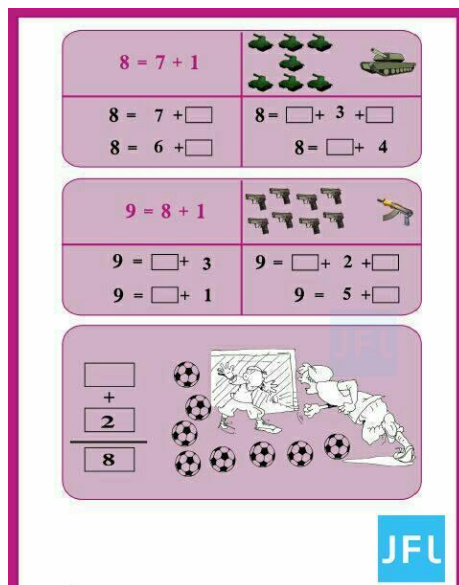 8 = 7 + 1
8 = 7 +
8 = + 3 +
8 = 6 +
8 = + 4
9 = 8 + 1
9 = + 3
9 = + 2 +
9 = + 1
9 = 5 +
+
2
8
JFL
JFL